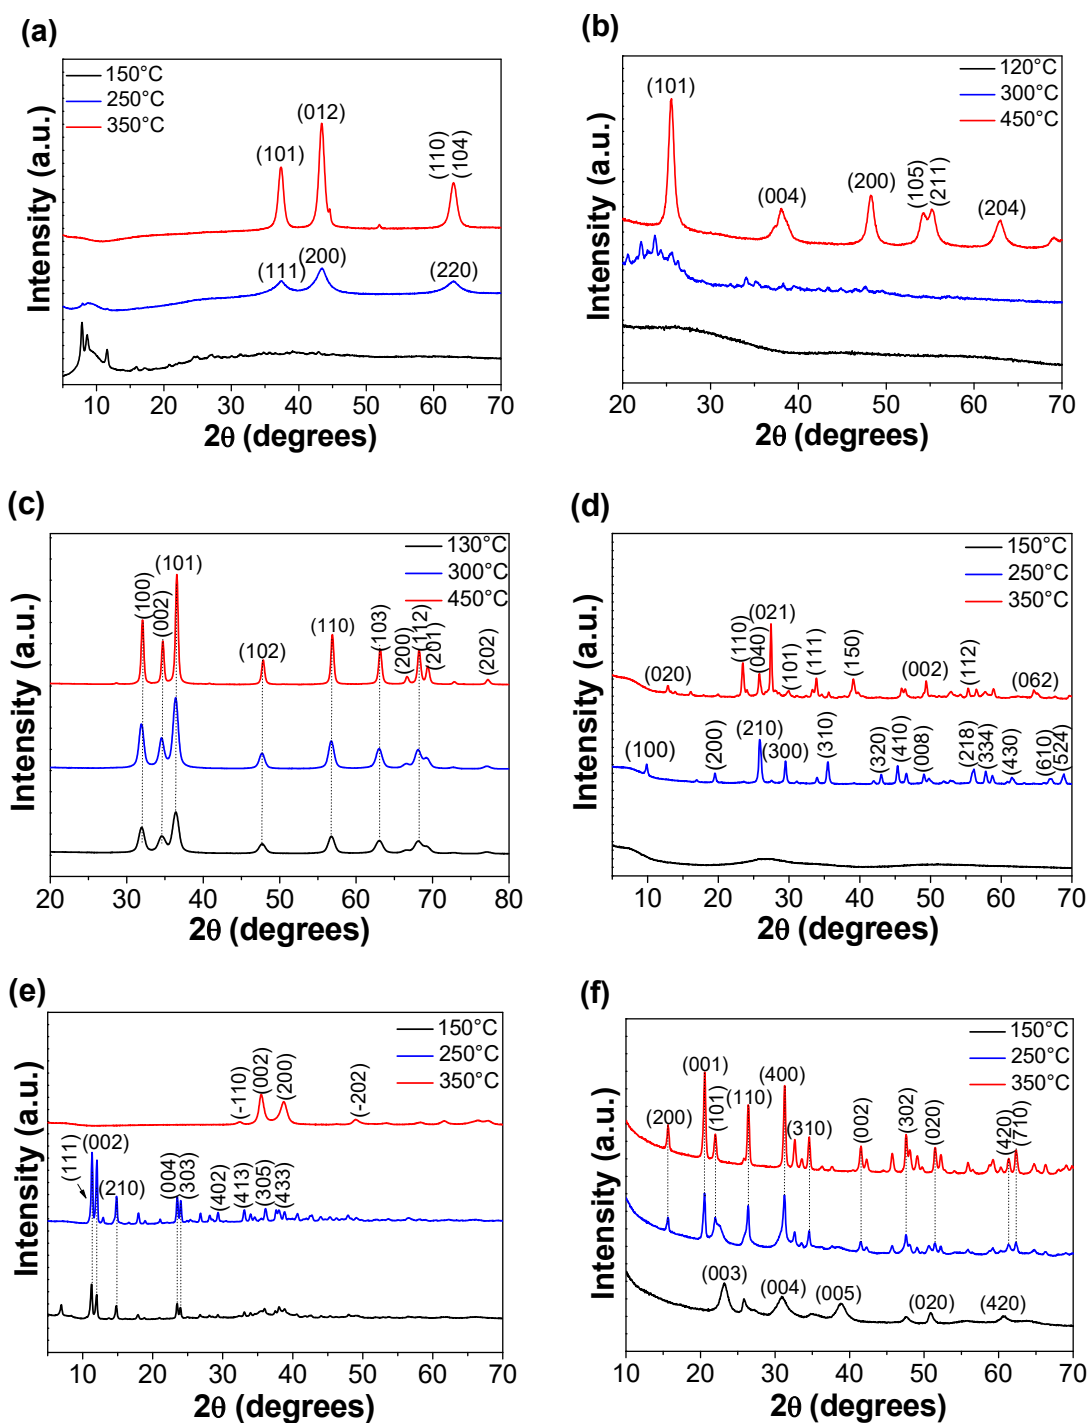 (a)
150°C
250°C
350°C
(101)
(012)
(110)
(104)
(111)
(200)
(220)
Intensity (a.u.)
10 20 30 40 50 60 70
2θ (degrees)
(b)
120°C
300°C
450°C
(101)
(004)
(200)
(105)
(211)
(204)
Intensity (a.u.)
20 30 40 50 60 70
2θ (degrees)
(c)
130°C
300°C
450°C
(100)
(002)
(101)
(102)
(110)
(103)
(200)
(112)
(201)
(202)
Intensity (a.u.)
20 30 40 50 60 70 80
2θ (degrees)
(d)
150°C
250°C
350°C
(020)
(110)
(040)
(021)
(101)
(111)
(150)
(002)
(112)
(062)
(100)
(200)
(210)
(300)
(310)
(320)
(410)
(008)
(218)
(334)
(430)
(610)
(524)
Intensity (a.u.)
10 20 30 40 50 60 70
2θ (degrees)
(e)
150°C
250°C
350°C
(-110)
(002)
(200)
(-202)
(111)
(002)
(210)
(004)
(303)
(402)
(413)
(305)
(433)
Intensity (a.u.)
10 20 30 40 50 60 70
2θ (degrees)
(f)
150°C
250°C
350°C
(200)
(001)
(101)
(110)
(400)
(310)
(002)
(302)
(020)
(420)
(710)
(003)
(004)
(005)
(020)
(420)
Intensity (a.u.)
10 20 30 40 50 60 70
2θ (degrees)